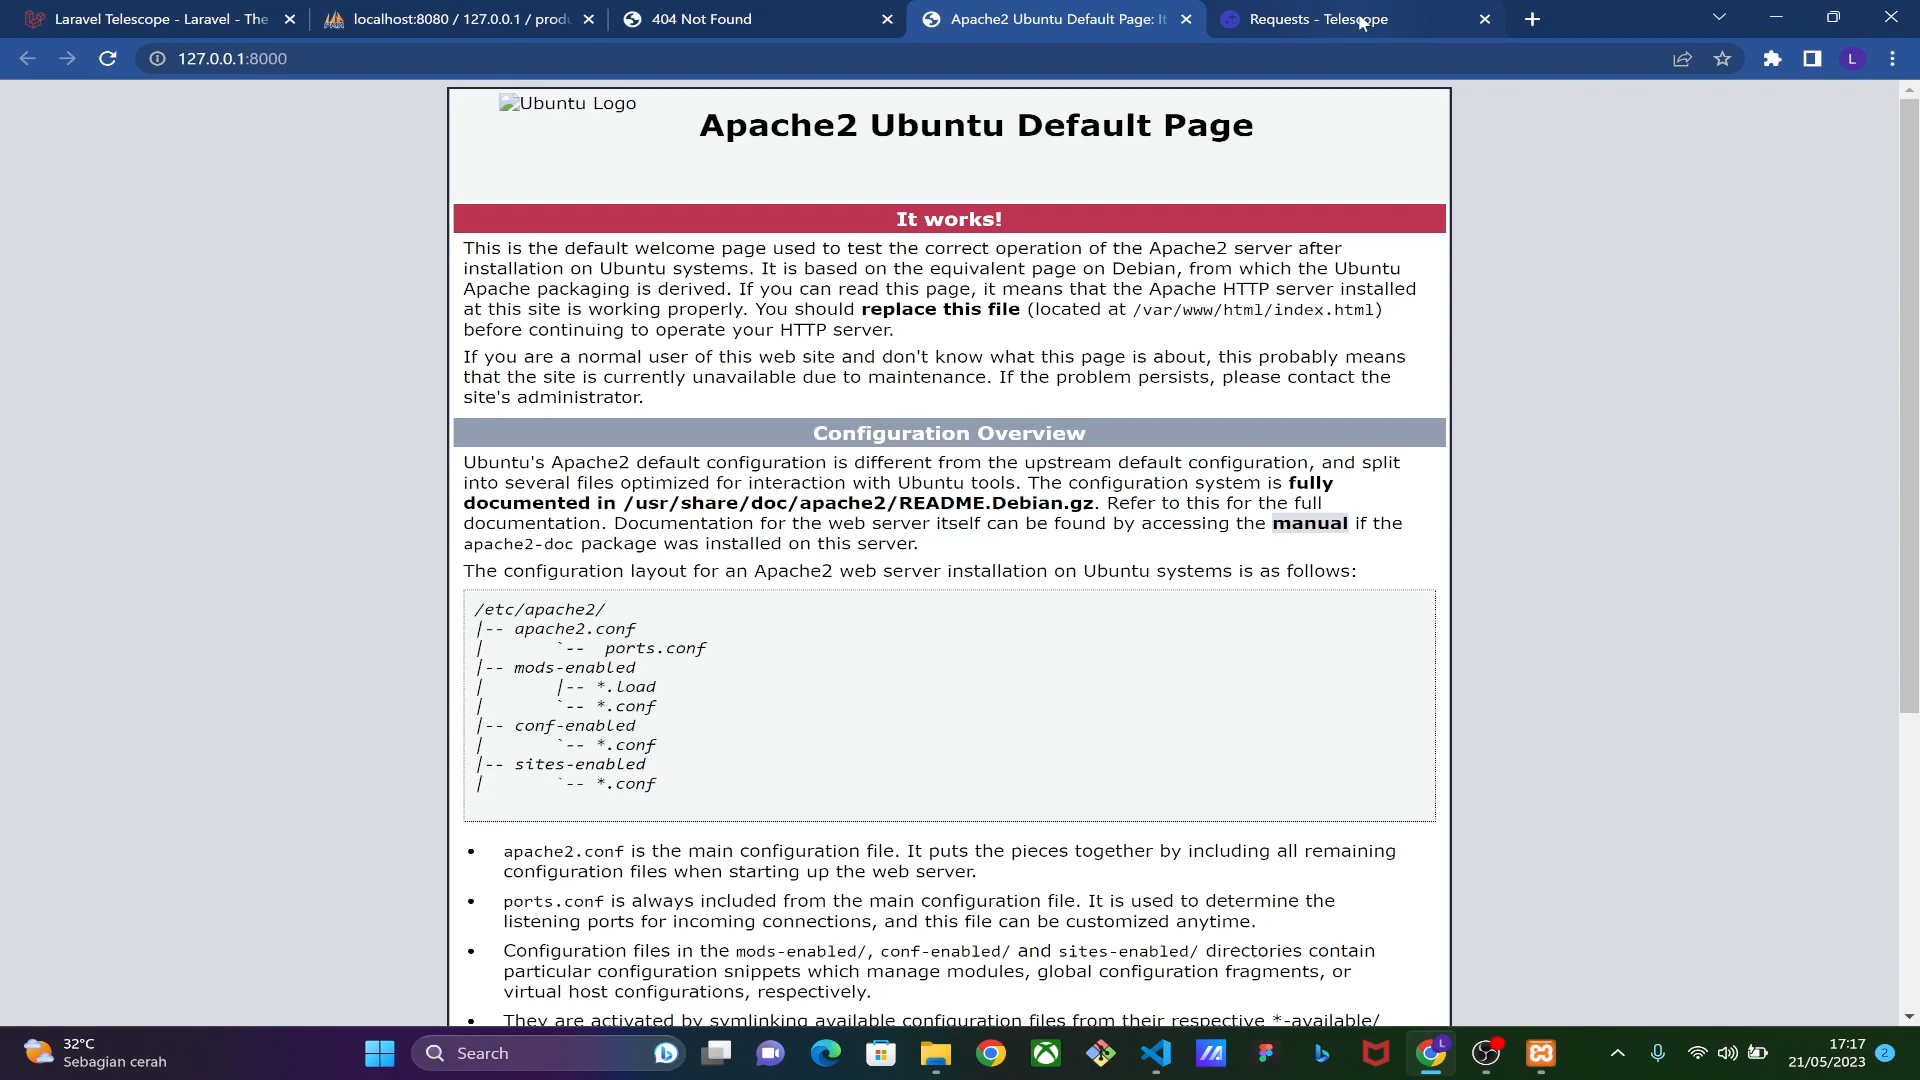 Laravel Telescope - Laravel - The
localhost:8080 / 127.0.0.1 / produ
404 Not Found
Apache2 Ubuntu Default Page: It
Requests - Telescope
127.0.0.1:8000
L
Ubuntu Logo
Apache2 Ubuntu Default Page
It works!
This is the default welcome page used to test the correct operation of the Apache2 server after
installation on Ubuntu systems. It is based on the equivalent page on Debian, from which the Ubuntu
Apache packaging is derived. If you can read this page, it means that the Apache HTTP server installed
at this site is working properly. You should replace this file (located at /var/www/html/index.html)
before continuing to operate your HTTP server.
If you are a normal user of this web site and don't know what this page is about, this probably means
that the site is currently unavailable due to maintenance. If the problem persists, please contact the
site's administrator.
Configuration Overview
Ubuntu's Apache2 default configuration is different from the upstream default configuration, and split
into several files optimized for interaction with Ubuntu tools. The configuration system is fully
documented in /usr/share/doc/apache2/README.Debian.gz. Refer to this for the full
documentation. Documentation for the web server itself can be found by accessing the manual if the
apache2-doc package was installed on this server.
The configuration layout for an Apache2 web server installation on Ubuntu systems is as follows:
/etc/apache2/
|-- apache2.conf
|       `--  ports.conf
|-- mods-enabled
|       |-- *.load
|       `-- *.conf
|-- conf-enabled
|       `-- *.conf
|-- sites-enabled
|       `-- *.conf
• apache2.conf is the main configuration file. It puts the pieces together by including all remaining
configuration files when starting up the web server.
• ports.conf is always included from the main configuration file. It is used to determine the
listening ports for incoming connections, and this file can be customized anytime.
• Configuration files in the mods-enabled/, conf-enabled/ and sites-enabled/ directories contain
particular configuration snippets which manage modules, global configuration fragments, or
virtual host configurations, respectively.
• They are activated by symlinking available configuration files from their respective *-available/
32°C
Sebagian cerah
Search
L
17:17
21/05/2023
2